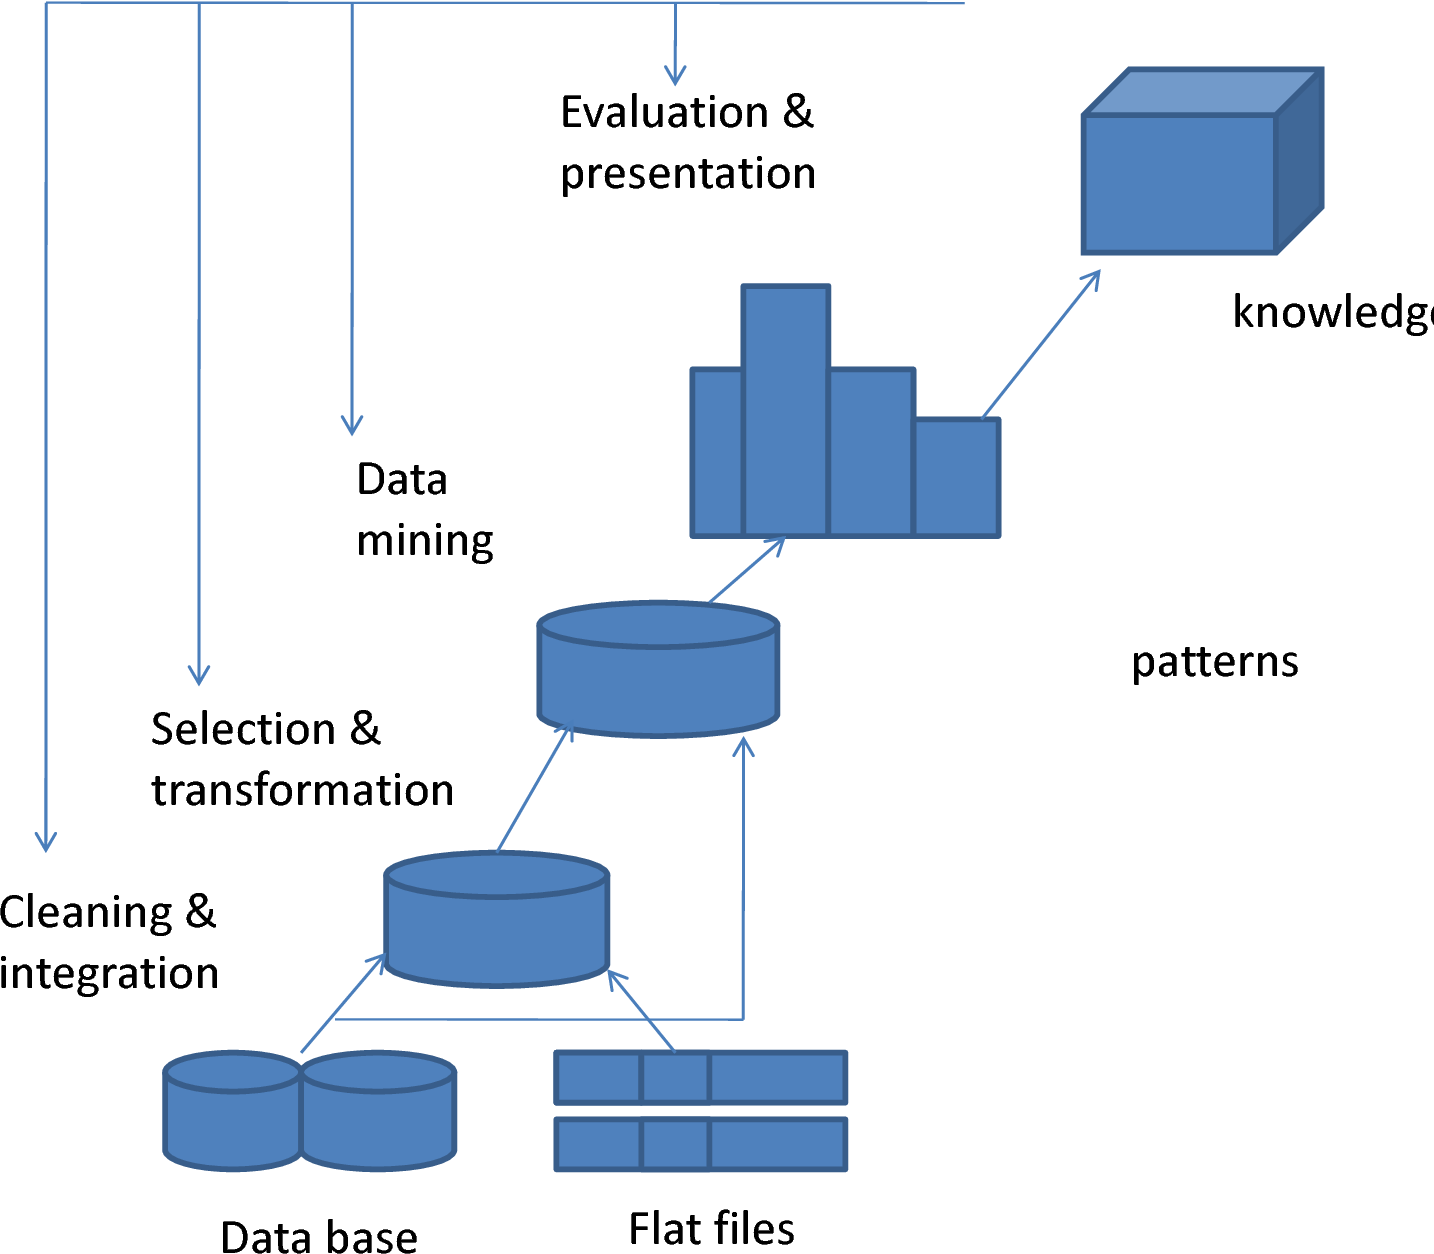 Evaluation &
presentation
knowledge
Data
mining
patterns
Selection &
transformation
Cleaning &
integration
Data base
Flat files